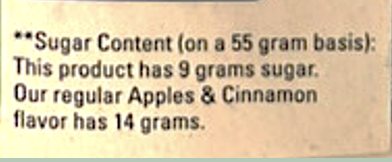 **Sugar Content (on a 55 gram basis):
This product has 9 grams sugar.
Our regular Apples & Cinnamon
flavor has 14 grams.